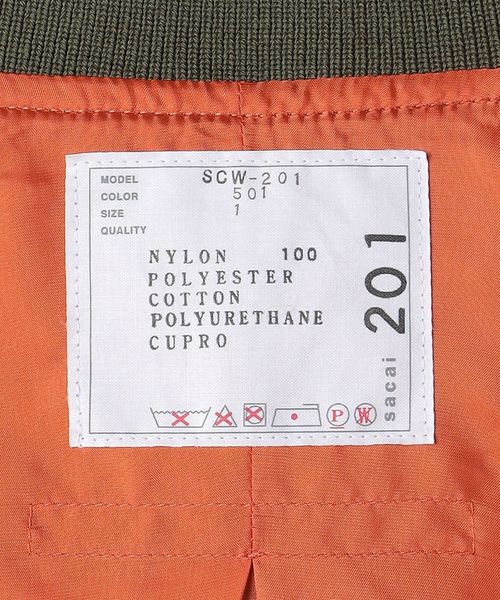 MODEL SCW-201
COLOR 501
SIZE 1
QUALITY
NYLON 100
POLYESTER
COTTON
POLYURETHANE
CUPRO
P W
sacai 201